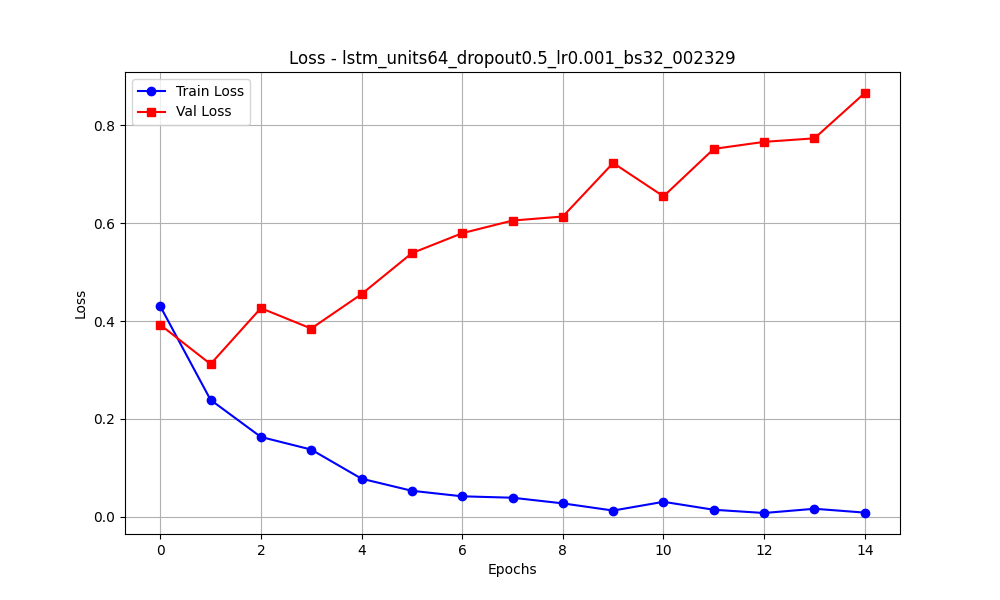 Loss - lstm_units64_dropout0.5_lr0.001_bs32_002329
Train Loss
Val Loss
Loss
0.8
0.6
0.4
0.2
0.0
0 2 4 6 8 10 12 14
Epochs